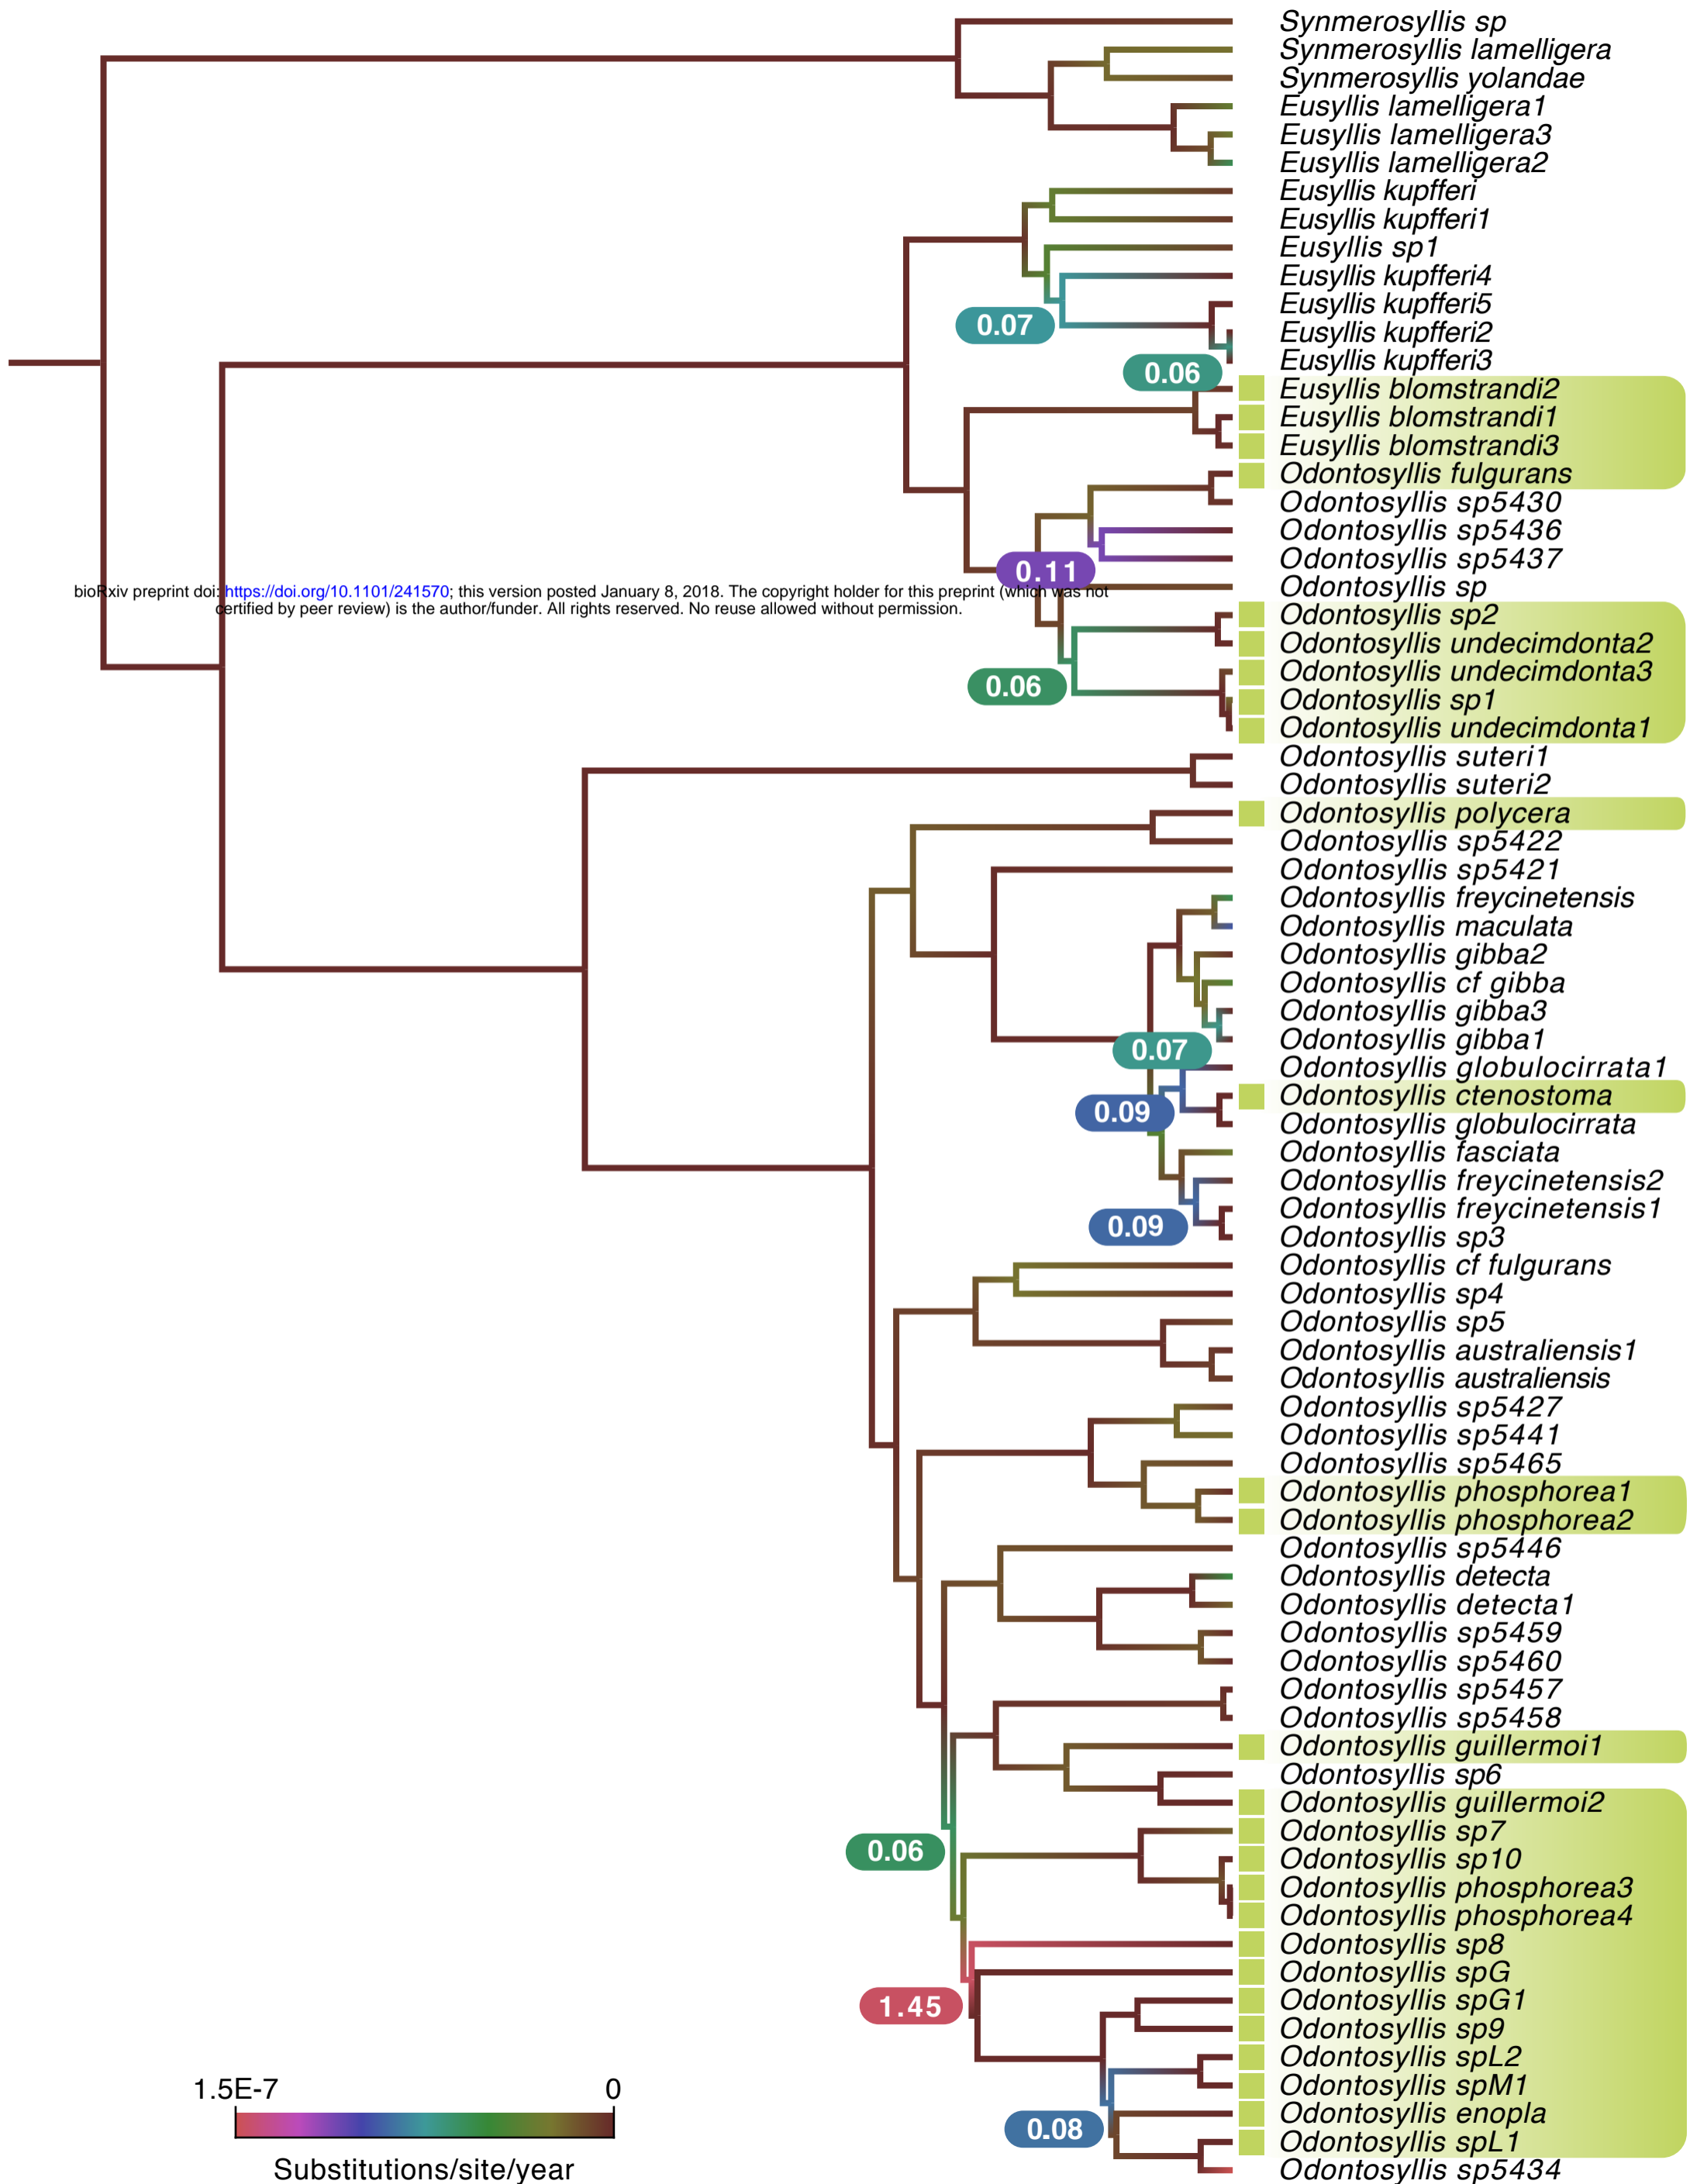 Synmerosyllis sp
Synmerosyllis lamelligera
Synmerosyllis yolandae
Eusyllis lamelligera1
Eusyllis lamelligera3
Eusyllis lamelligera2
Eusyllis kupfferi
Eusyllis kupfferi1
Eusyllis sp1
Eusyllis kupfferi4
Eusyllis kupfferi5
0.07
Eusyllis kupfferi2
Eusyllis kupfferi3
0.06
Eusyllis blomstrandi2
Eusyllis blomstrandi1
Eusyllis blomstrandi3
Odontosyllis fulgurans
Odontosyllis sp5430
Odontosyllis sp5436
Odontosyllis sp5437
0.11
Odontosyllis sp
bioRxiv preprint doi: https://doi.org/10.1101/241570; this version posted January 8, 2018. The copyright holder for this preprint (which was not
certified by peer review) is the author/funder. All rights reserved. No reuse allowed without permission.
Odontosyllis sp2
Odontosyllis undecimdonta2
Odontosyllis undecimdonta3
0.06
Odontosyllis sp1
Odontosyllis undecimdonta1
Odontosyllis suteri1
Odontosyllis suteri2
Odontosyllis polycera
Odontosyllis sp5422
Odontosyllis sp5421
Odontosyllis freycinetensis
Odontosyllis maculata
Odontosyllis gibba2
Odontosyllis cf gibba
Odontosyllis gibba3
Odontosyllis gibba1
0.07
Odontosyllis globulocirrata1
Odontosyllis ctenostoma
0.09
Odontosyllis globulocirrata
Odontosyllis fasciata
Odontosyllis freycinetensis2
Odontosyllis freycinetensis1
0.09
Odontosyllis sp3
Odontosyllis cf fulgurans
Odontosyllis sp4
Odontosyllis sp5
Odontosyllis australiensis1
Odontosyllis australiensis
Odontosyllis sp5427
Odontosyllis sp5441
Odontosyllis sp5465
Odontosyllis phosphorea1
Odontosyllis phosphorea2
Odontosyllis sp5446
Odontosyllis detecta
Odontosyllis detecta1
Odontosyllis sp5459
Odontosyllis sp5460
Odontosyllis sp5457
Odontosyllis sp5458
Odontosyllis guillermoi1
Odontosyllis sp6
Odontosyllis guillermoi2
Odontosyllis sp7
0.06
Odontosyllis sp10
Odontosyllis phosphorea3
Odontosyllis phosphorea4
Odontosyllis sp8
Odontosyllis spG
1.45
Odontosyllis spG1
Odontosyllis sp9
Odontosyllis spL2
Odontosyllis spM1
Odontosyllis enopla
0.08
Odontosyllis spL1
Odontosyllis sp5434
1.5E-7 0
Substitutions/site/year